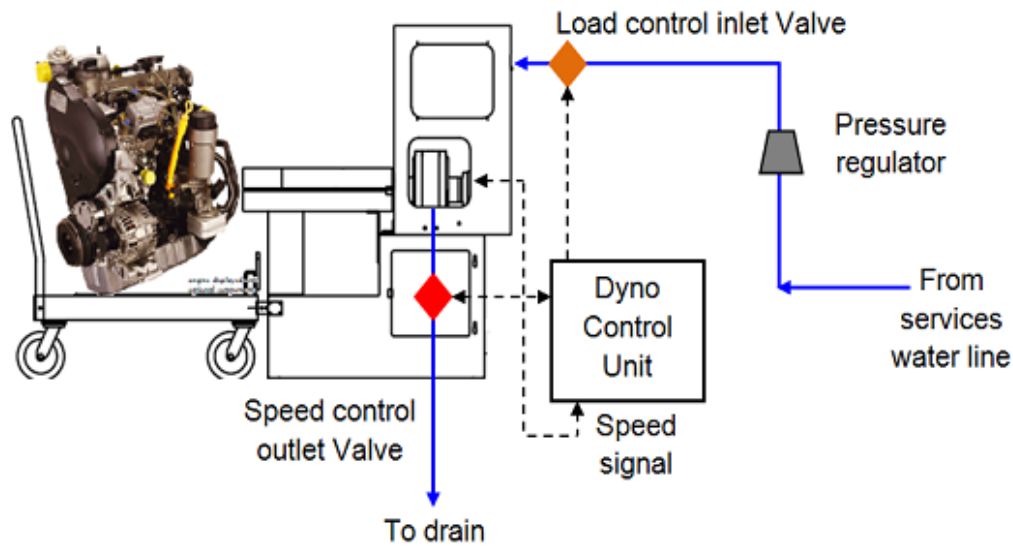 Load control inlet Valve
Pressure
regulator
From
services
water line
Dyno
Control
Unit
Speed
signal
Speed control
outlet Valve
To drain